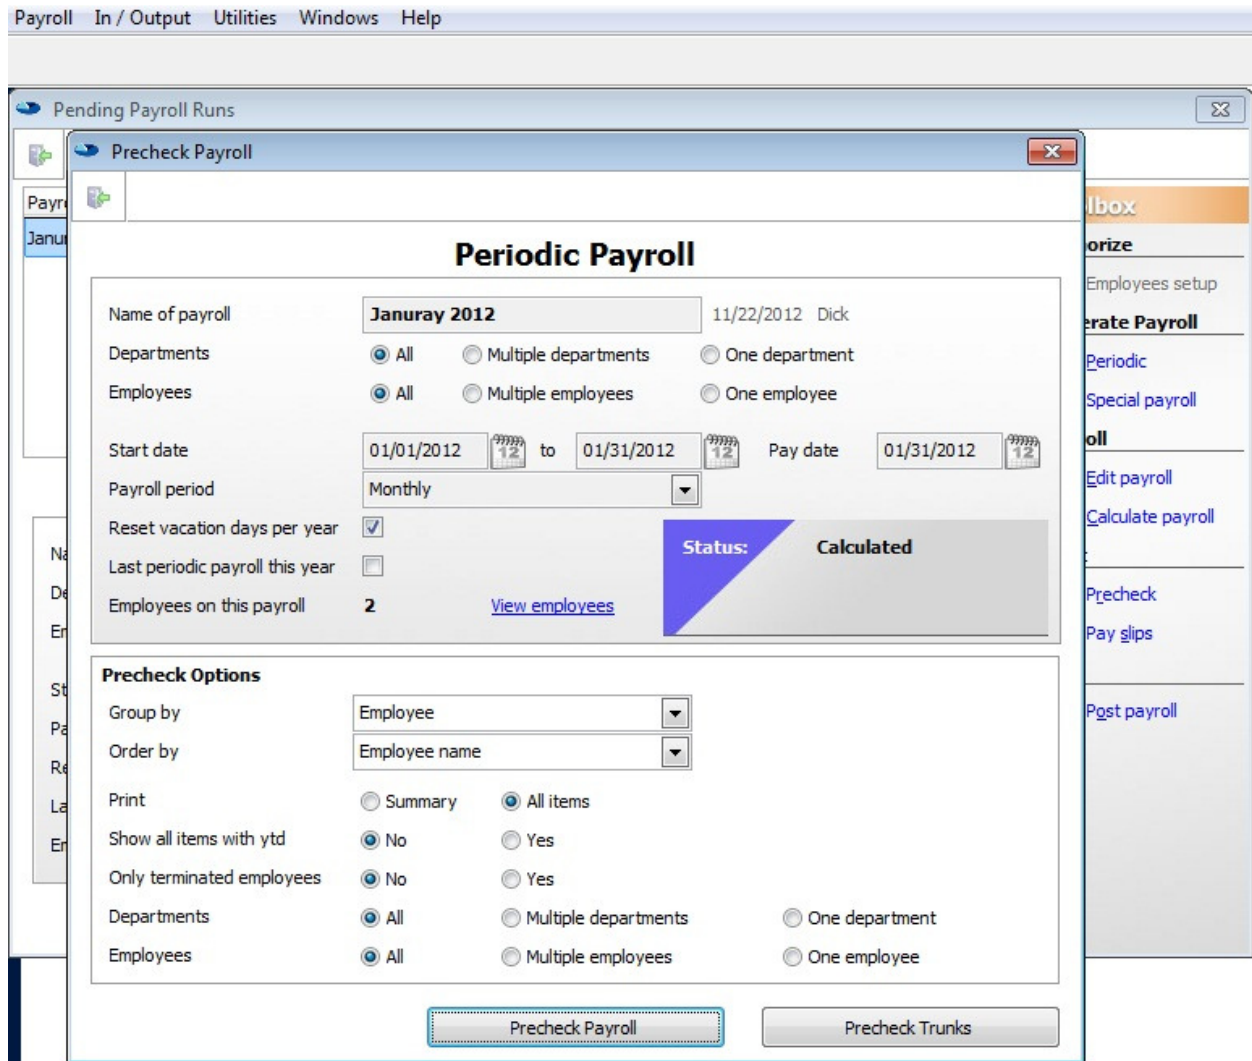 Payroll In / Output Utilities Windows Help
Pending Payroll Runs
Precheck Payroll
Periodic Payroll
Name of payroll Januray 2012 11/22/2012 Dick
Departments All Multiple departments One department
Employees All Multiple employees One employee
Start date 01/01/2012 12 to 01/31/2012 12 Pay date 01/31/2012 12
Payroll period Monthly
Reset vacation days per year
Last periodic payroll this year
Employees on this payroll 2 View employees
Status: Calculated
Precheck Options
Group by Employee
Order by Employee name
Print Summary All items
Show all items with ytd No Yes
Only terminated employees No Yes
Departments All Multiple departments One department
Employees All Multiple employees One employee
Precheck Payroll Precheck Trunks
Employees setup
Payroll
Periodic
Special payroll
Edit payroll
Calculate payroll
Precheck
Pay slips
Post payroll